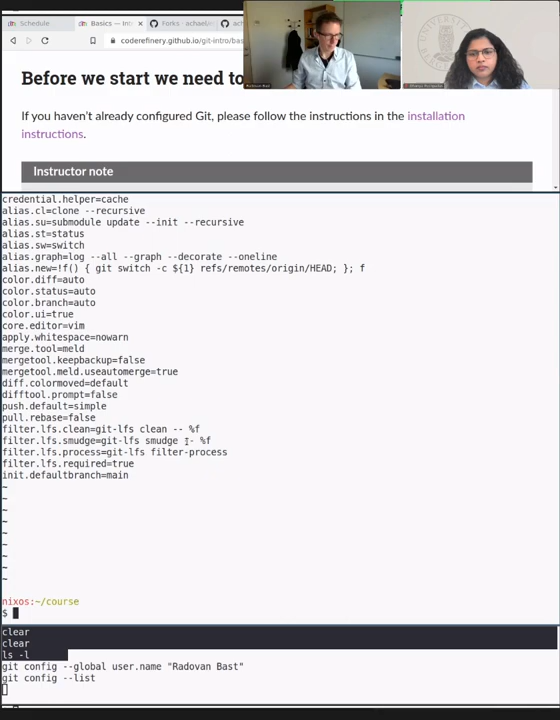 Schedule
Basics — Intro
Forks - achael/e
ach
coderefinery.github.io/git-intro/bas
Before we start we need to
If you haven't already configured Git, please follow the instructions in the installation
instructions.
Instructor note
credential.helper=cache
alias.cl=clone --recursive
alias.su=submodule update --init --recursive
alias.st=status
alias.sw=switch
alias.graph=log --all --graph --decorate --oneline
alias.new=!f() { git switch -c ${1} refs/remotes/origin/HEAD; }; f
color.diff=auto
color.status=auto
color.branch=auto
color.ui=true
core.editor=vim
apply.whitespace=nowarn
merge.tool=meld
mergetool.keepbackup=false
mergetool.meld.useautomerge=true
diff.colormoved=default
difftool.prompt=false
push.default=simple
pull.rebase=false
filter.lfs.clean=git-lfs clean -- %f
filter.lfs.smudge=git-lfs smudge -- %f
filter.lfs.process=git-lfs filter-process
filter.lfs.required=true
init.defaultbranch=main
~
~
~
~
~
~
~
~
~
nixos:~/course
$
clear
clear
ls -l
git config --global user.name "Radovan Bast"
git config --list